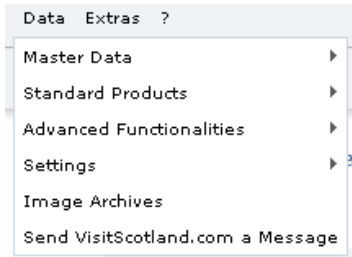 Data Extras ?
Master Data
Standard Products
Advanced Functionalities
Settings
Image Archives
Send VisitScotland.com a Message